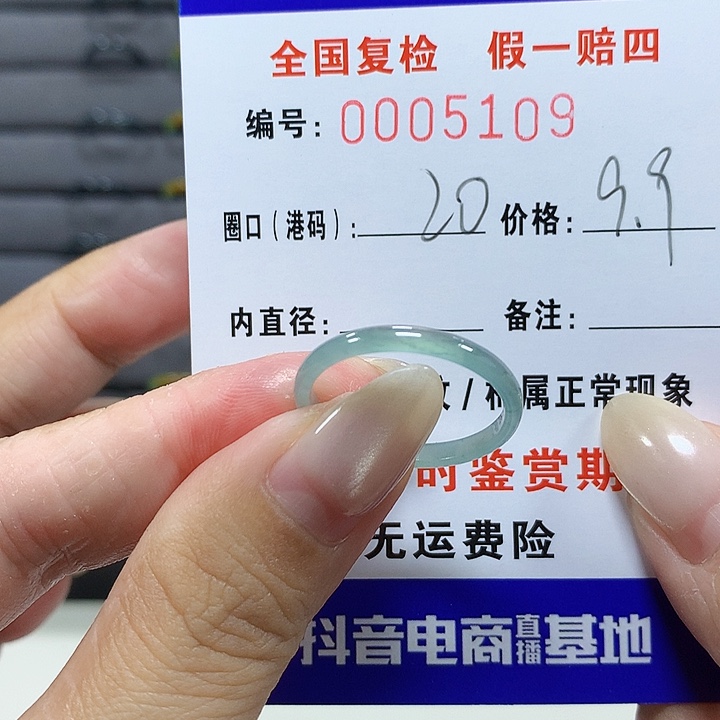 全国复检 假一赔四
编号: 0005109
圈口(港码): 20 价格: 9.9
内直径: 备注:
/ 属正常现象
时鉴赏期
无运费险
抖音电商直播基地